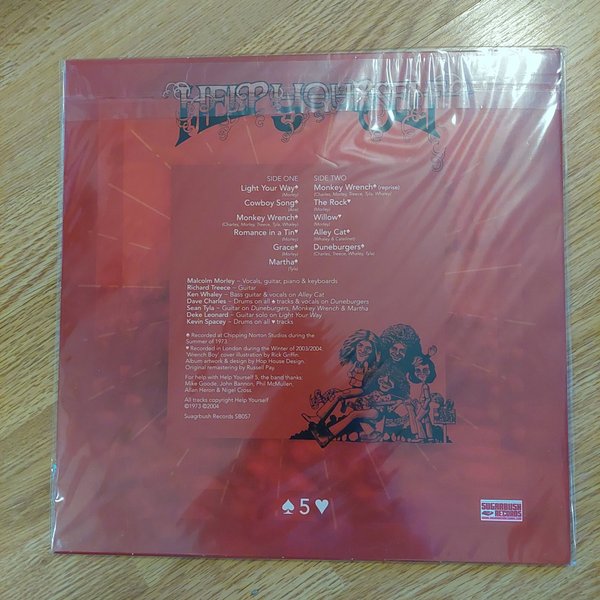 HELP YOURSELF
SIDE ONE
Light Your Way♠
(Morley)
Cowboy Song♠
Monkey Wrench♠
(Charles, Morley, Treece, Tyla, Whaley)
Romance in a Tin♥
(Morley)
Grace♠
(Morley)
Martha♠
(Tyla)
SIDE TWO
Monkey Wrench♠ (reprise)
(Charles, Morley, Treece, Tyla, Whaley)
The Rock♥
(Morley)
Willow♥
(Morley)
Alley Cat♠
Duneburgers♠
(Charles, Treece, Whaley, Tyla)
Malcolm Morley – Vocals, guitar, piano & keyboards
Richard Treece – Guitar
Ken Whaley – Bass guitar & vocals on Alley Cat
Dave Charles – Drums on all ♠ tracks & vocals on Duneburgers
Sean Tyla – Guitar on Duneburgers, Monkey Wrench & Martha
Deke Leonard – Guitar solo on Light Your Way
Kevin Spacey – Drums on all ♥ tracks
♠ Recorded at Chipping Norton Studios during the
Summer of 1973.
♥ Recorded in London during the Winter of 2003/2004.
'Wrench Boy' cover illustration by Rick Griffin.
Album artwork & design by Hop House Design.
Original remastering by Russell Pay.
For help with Help Yourself 5, the band thanks:
Mike Goode, John Bannon, Phil McMullen,
Allan Heron & Nigel Cross.
All tracks copyright Help Yourself
℗1973 ©2004
Suagrbush Records SB057
♠ 5 ♥
SUGARBUSH
RECORDS